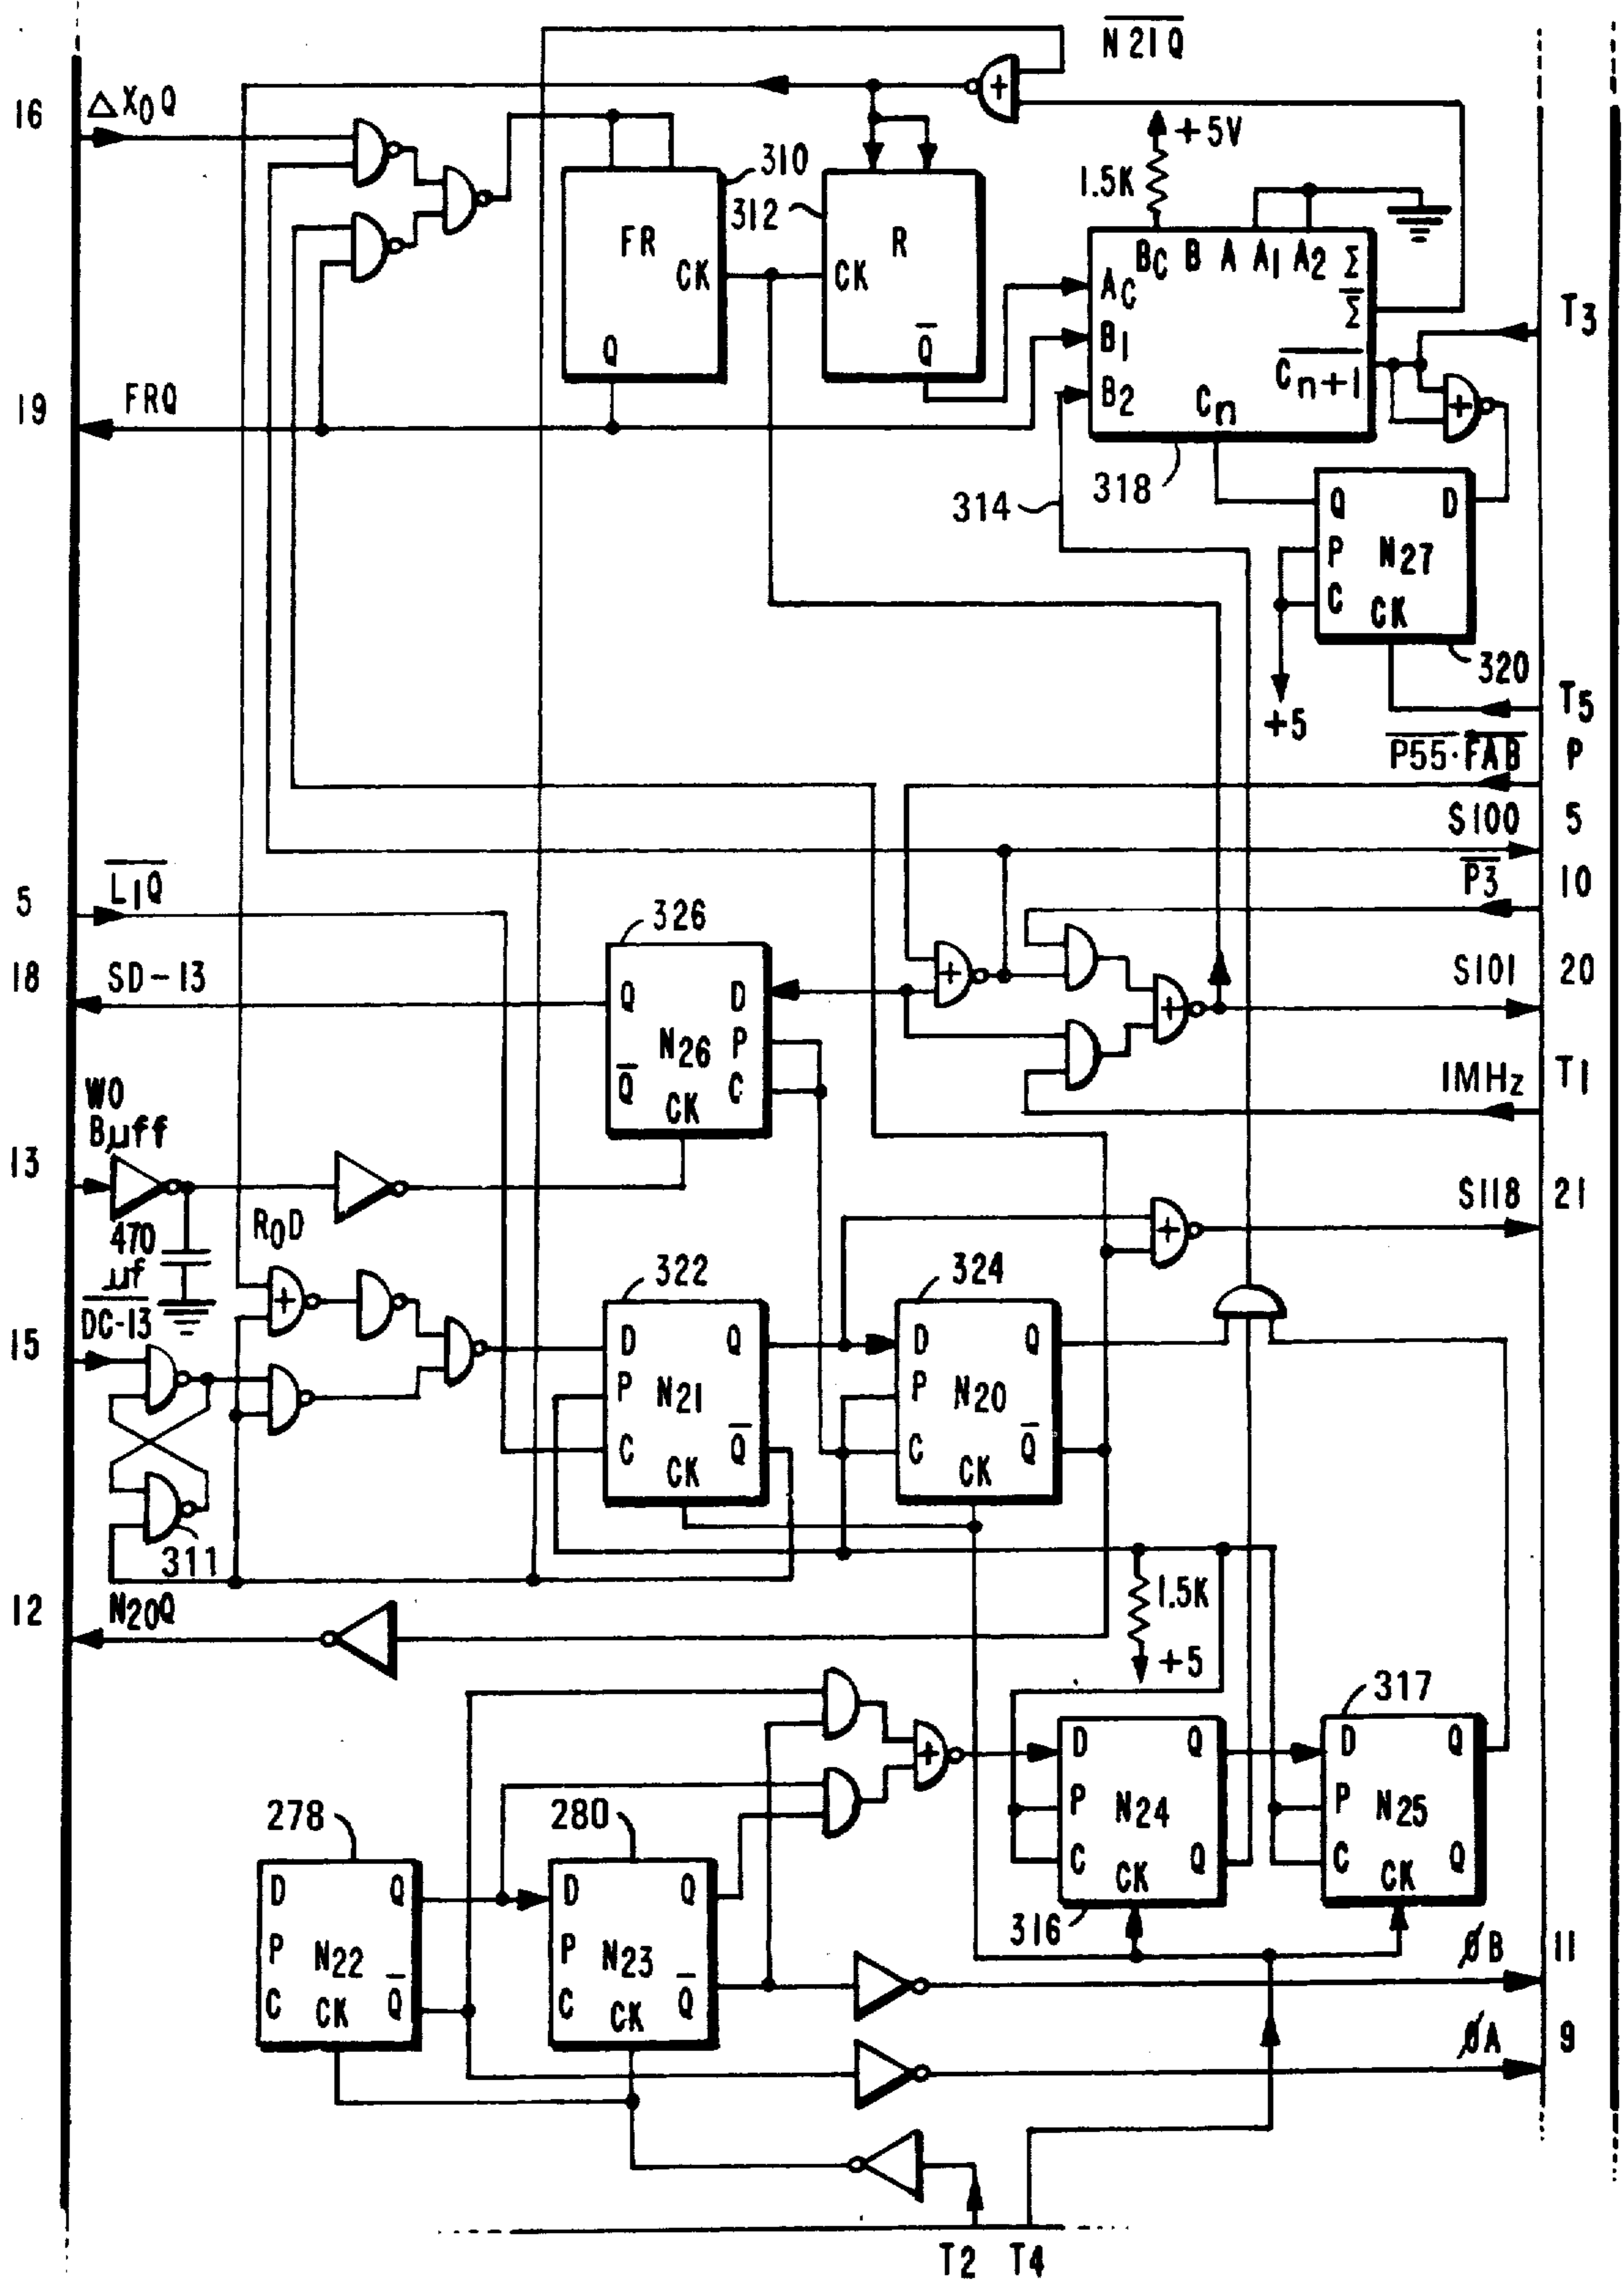 N21Q
16 ΔX0Q
+5V
1.5K
310
312
FR
CK
Q
R
CK
Q
BC B A A1 A2 Σ
AC
B1
B2
Σ
Cn+1
Cn
T3
19 FRQ
314
318
Q D
P N27
C CK
320
+5
T5
P55·FAB P
S100 5
P3 10
5 L1Q
326
18 SD-13
S101 20
Q D
N26 P
Q C
CK
1MHz T1
WO
Bμff
13
470
μf
R0D
S118 21
DC-13
15
322
D Q
P N21
C Q
CK
324
D Q
P N20
C Q
CK
311
12 N20Q
1.5K
+5
317
D Q
P N24
C Q
CK
316
D Q
P N25
C Q
CK
278
280
D Q
P N22
C Q
CK
D Q
P N23
C Q
CK
ØB 11
ØA 9
T2 T4